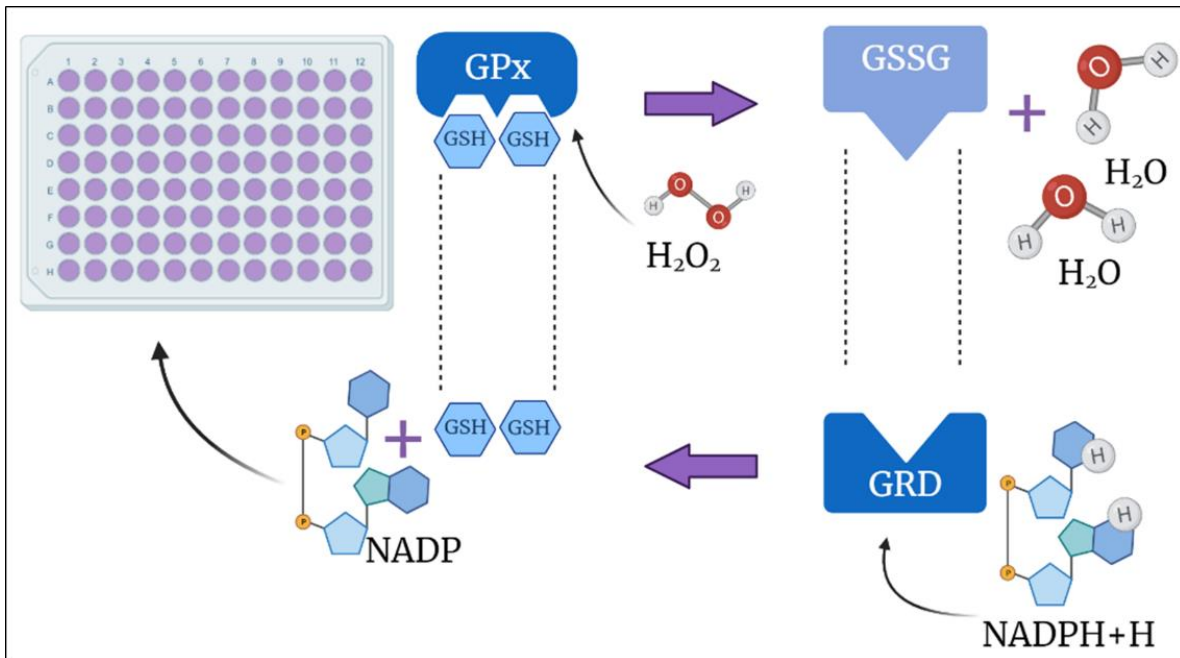 1 2 3 4 5 6 7 8 9 10 11 12
A
B
C
D
E
F
G
H
GPx
GSH GSH
H O O H
H₂O₂
GSSG
+
O H
H
H₂O
O
H H
H₂O
P
P
NADP
+
GSH GSH
GRD
H
P
H
P
NADPH+H